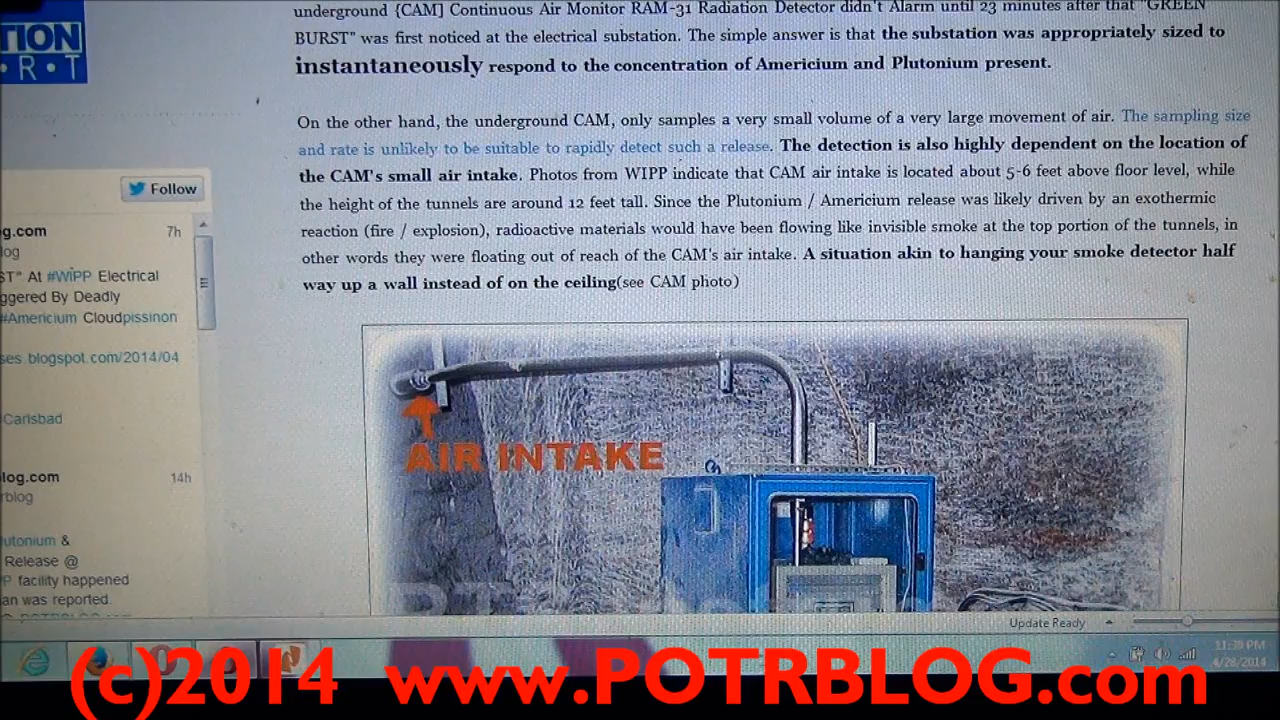 underground {CAM] Continuous Air Monitor RAM-31 Radiation Detector didn't Alarm until 23 minutes after that "GREEN
BURST" was first noticed at the electrical substation. The simple answer is that the substation was appropriately sized to
instantaneously respond to the concentration of Americium and Plutonium present.
On the other hand, the underground CAM, only samples a very small volume of a very large movement of air. The sampling size
and rate is unlikely to be suitable to rapidly detect such a release. The detection is also highly dependent on the location of
the CAM's small air intake. Photos from WIPP indicate that CAM air intake is located about 5-6 feet above floor level, while
the height of the tunnels are around 12 feet tall. Since the Plutonium / Americium release was likely driven by an exothermic
reaction (fire / explosion), radioactive materials would have been flowing like invisible smoke at the top portion of the tunnels, in
other words they were floating out of reach of the CAM's air intake. A situation akin to hanging your smoke detector half
way up a wall instead of on the ceiling(see CAM photo)
TION
R•T
Follow
g.com 7h
log
ST" At #WIPP Electrical
ggered By Deadly
#Americium Cloudpissinon
ses.blogspot.com/2014/04
Carlsbad
log.com 14h
rblog
utonium &
Release @
P facility happened
an was reported
AIR INTAKE
Update Ready
11:39 PM
4/28/2014
(c)2014 www.POTRBLOG.com